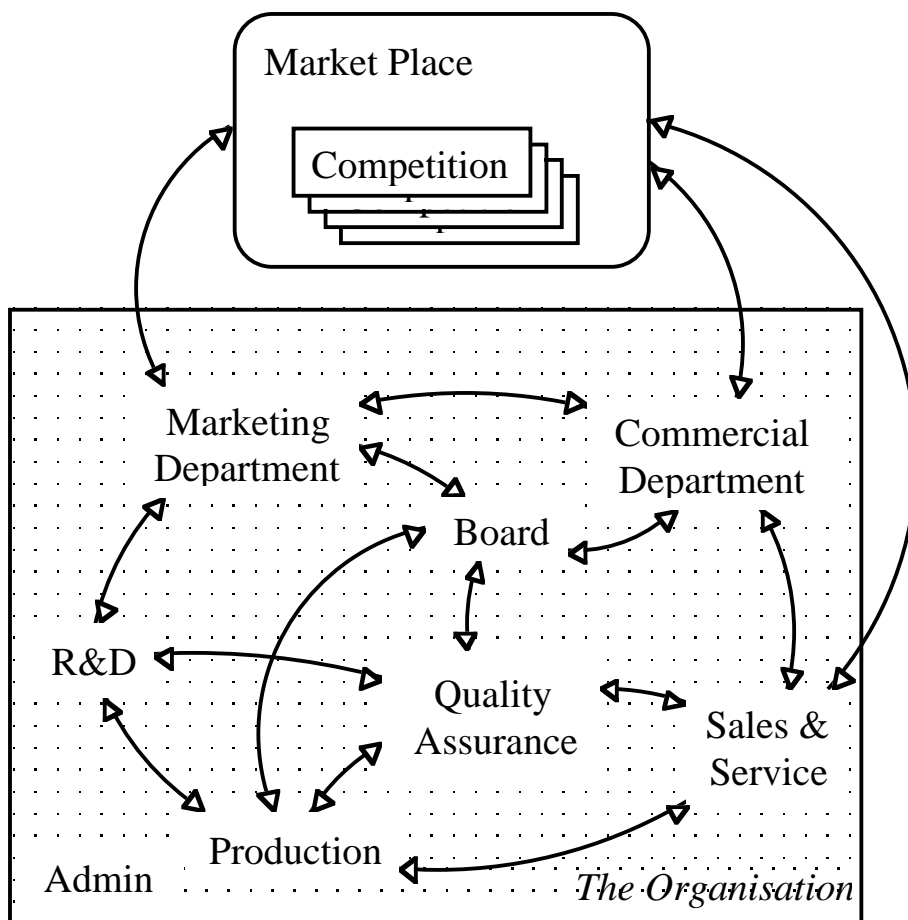 Market Place
Competition
Marketing
Department
Commercial
Department
Board
R&D
Quality
Assurance
Sales &
Service
Production
Admin
The Organisation